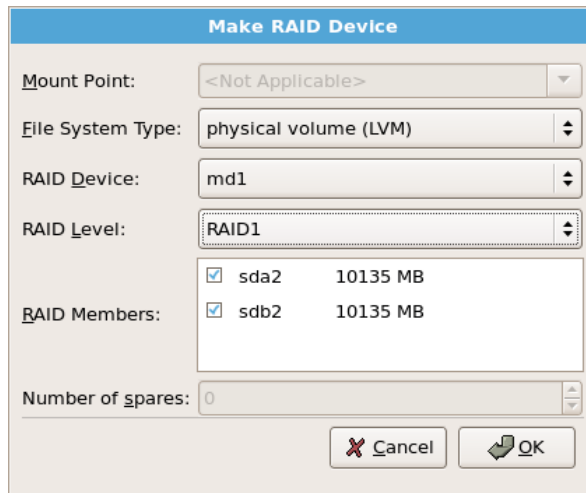 Make RAID Device
Mount Point: <Not Applicable>
File System Type: physical volume (LVM)
RAID Device: md1
RAID Level: RAID1
sda2 10135 MB
RAID Members: sdb2 10135 MB
Number of spares: 0
Cancel OK